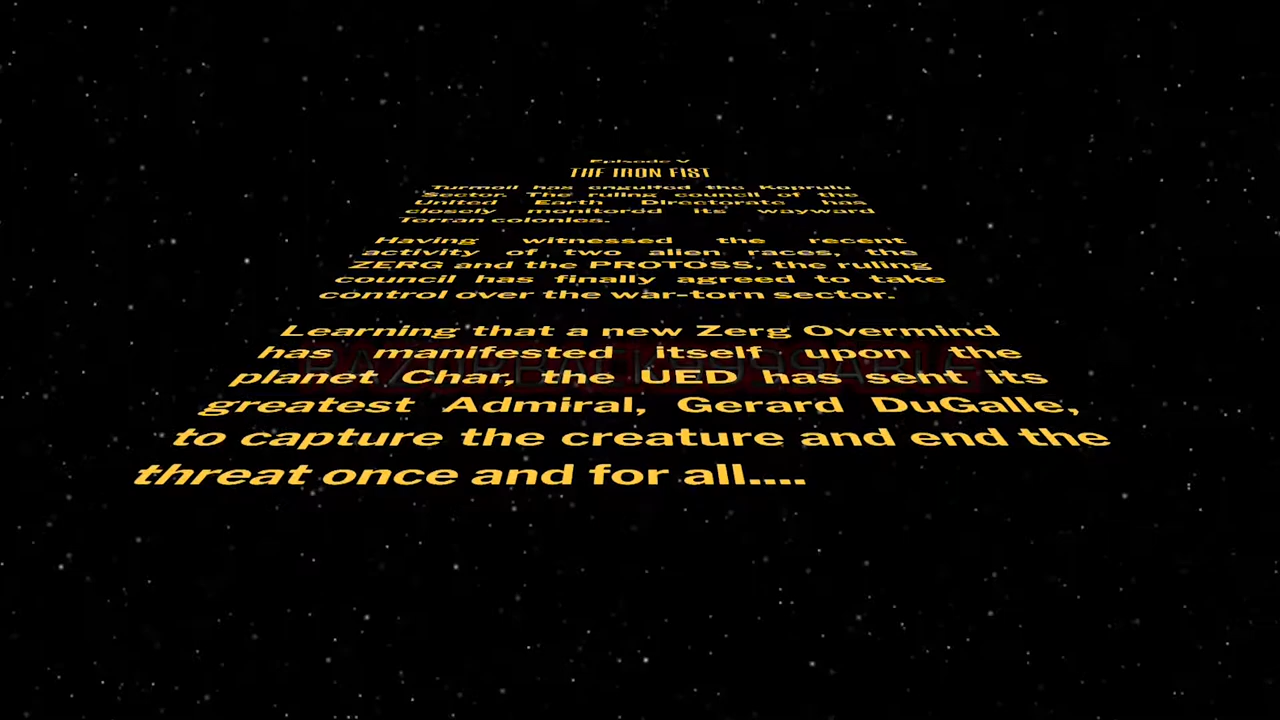 Episode V
THE IRON FIST
Turmoil has engulfed the Koprulu
Sector. The ruling council of the
United Earth Directorate has
closely monitored its wayward
Terran colonies.
Having witnessed the recent
activity of two alien races, the
ZERG and the PROTOSS, the ruling
council has finally agreed to take
control over the war-torn sector.
Learning that a new Zerg Overmind
has manifested itself upon the
planet Char, the UED has sent its
greatest Admiral, Gerard DuGalle,
to capture the creature and end the
threat once and for all....